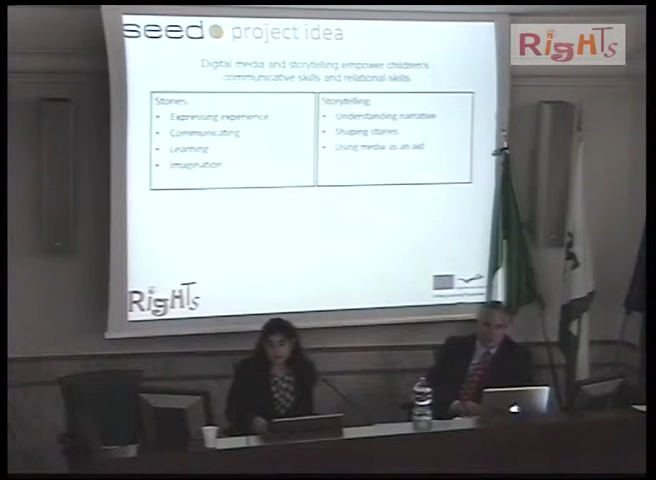 seed project idea
RigHTs
Digital media and storytelling empower children's
communicative skills and relational skills
Stories:
• Expressing experience
• Communicating
• Learning
• Imagination
Storytelling:
• Understanding narrative
• Shaping stories
• Using media as an aid
RigHTs